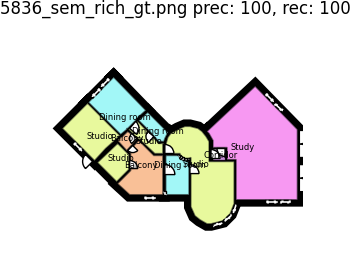 5836_sem_rich_gt.png prec: 100, rec: 100
Dining room
Dining room
Studio
Balcony
Studio
Study
Corridor
Studio
Balcony
Dining room
Studio